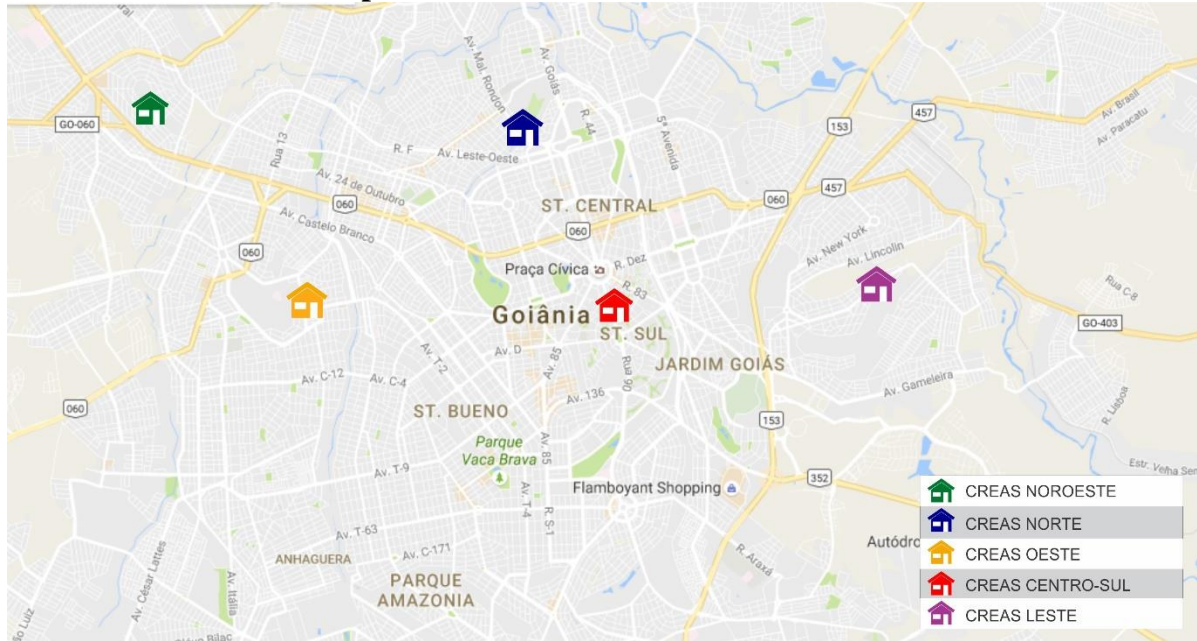 GO-060
Av. Mal. Rondon
Av. Goiás
R. 44
5ª Avenida
153
457
Av. Brasil
Av. Paracatu
Rua 13
R. F
Av. Leste-Oeste
Av. 24 de Outubro
060
Av. Castelo Branco
ST. CENTRAL
060
060
457
060
Praça Cívica
R. Dez
R. 83
Av. New York
Av. Lincolin
Rua C-8
GO-403
Goiânia
ST. SUL
Av. D
Av. 85
Av. T-2
Rua 90
JARDIM GOIÁS
Av. C-12
Av. C-4
Av. 136
Av. Gameleira
R. Lisboa
060
ST. BUENO
153
Parque
Vaca Brava
Av. 85
Av. T-9
Av. T-4
R. S-1
Flamboyant Shopping
352
Estr. Velha Sen
Av. T-63
Av. C-171
ANHAGUERA
R. Araxá
Autódro
PARQUE
AMAZONIA
Av. César Lattes
Av. Itália
CREAS NOROESTE
CREAS NORTE
CREAS OESTE
CREAS CENTRO-SUL
CREAS LESTE